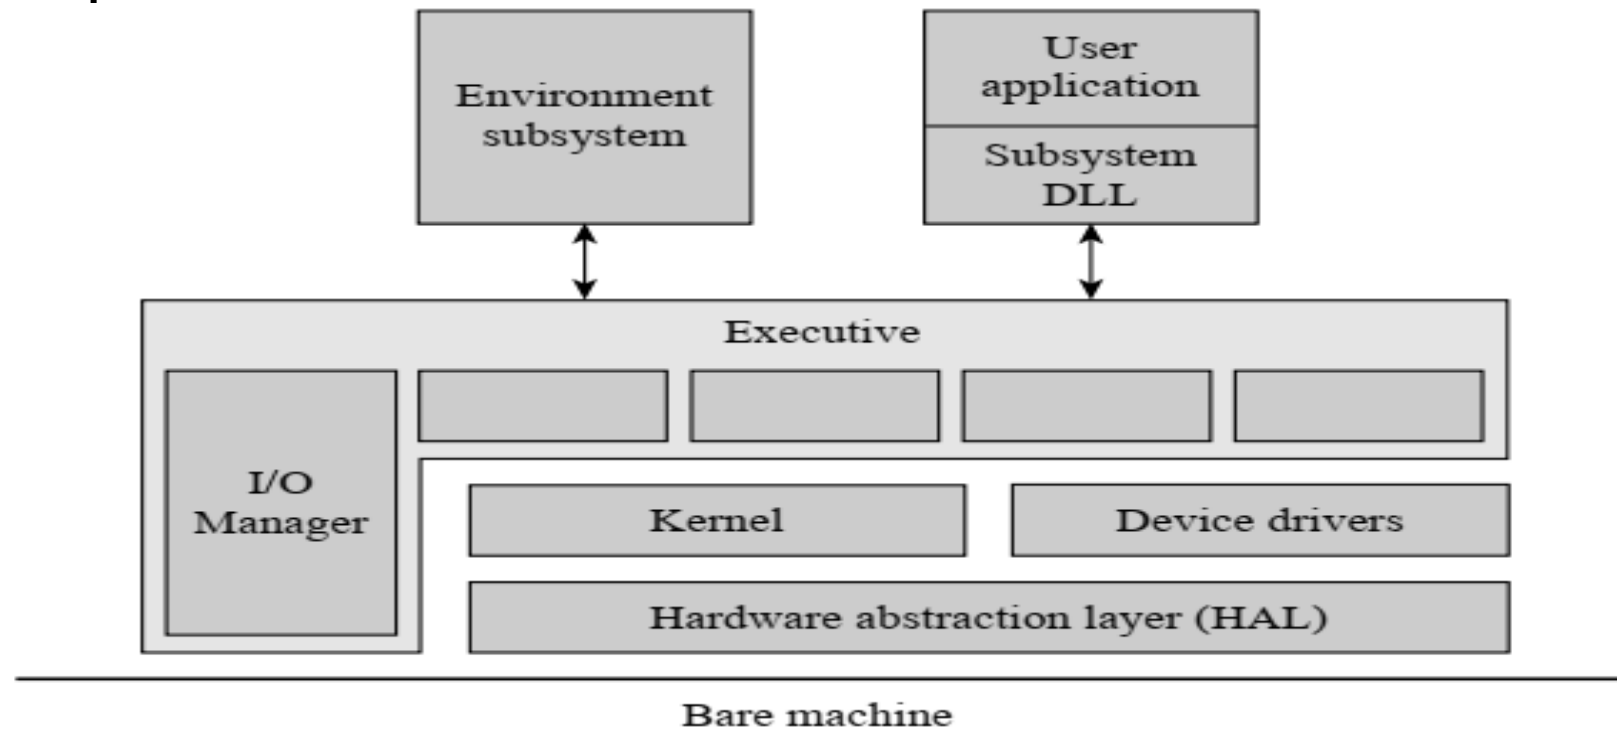 Environment
subsystem
User
application
Subsystem
DLL
Executive
I/O
Manager
Kernel
Device drivers
Hardware abstraction layer (HAL)
Bare machine